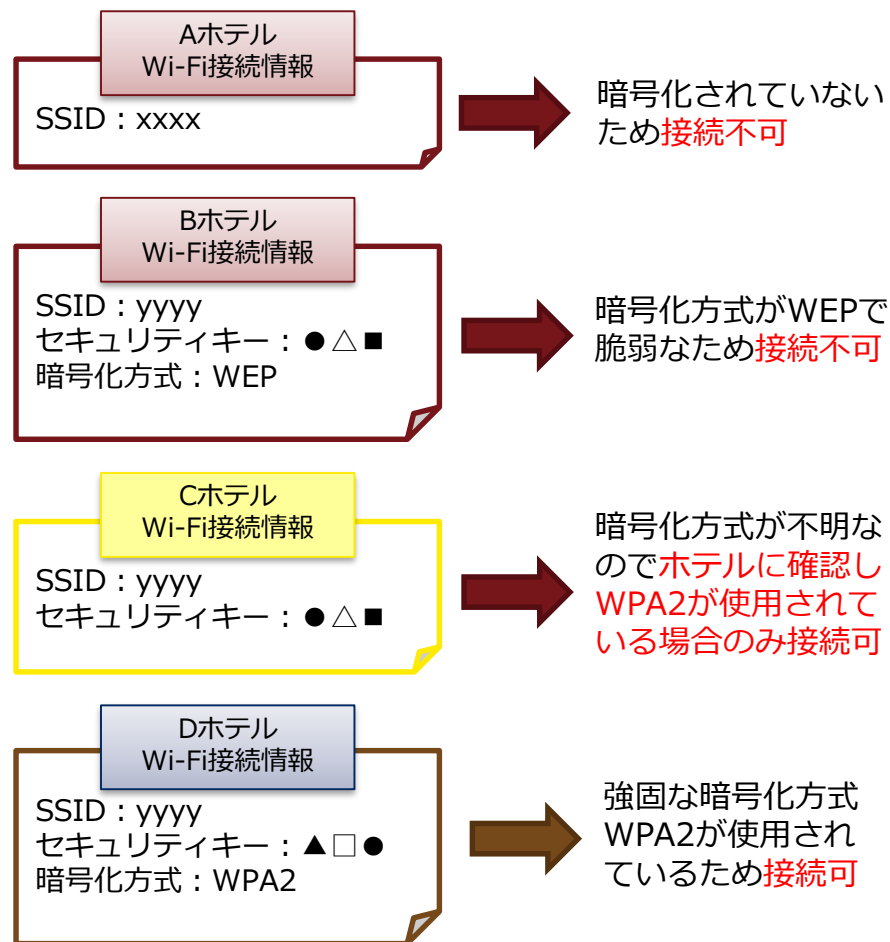 Aホテル
Wi-Fi接続情報
SSID：xxxx
暗号化されていない
ため接続不可
Bホテル
Wi-Fi接続情報
SSID：yyyy
セキュリティキー：●△■
暗号化方式：WEP
暗号化方式がWEPで
脆弱なため接続不可
Cホテル
Wi-Fi接続情報
SSID：yyyy
セキュリティキー：●△■
暗号化方式が不明な
のでホテルに確認し
WPA2が使用されて
いる場合のみ接続可
Dホテル
Wi-Fi接続情報
SSID：yyyy
セキュリティキー：▲□●
暗号化方式：WPA2
強固な暗号化方式
WPA2が使用され
ているため接続可